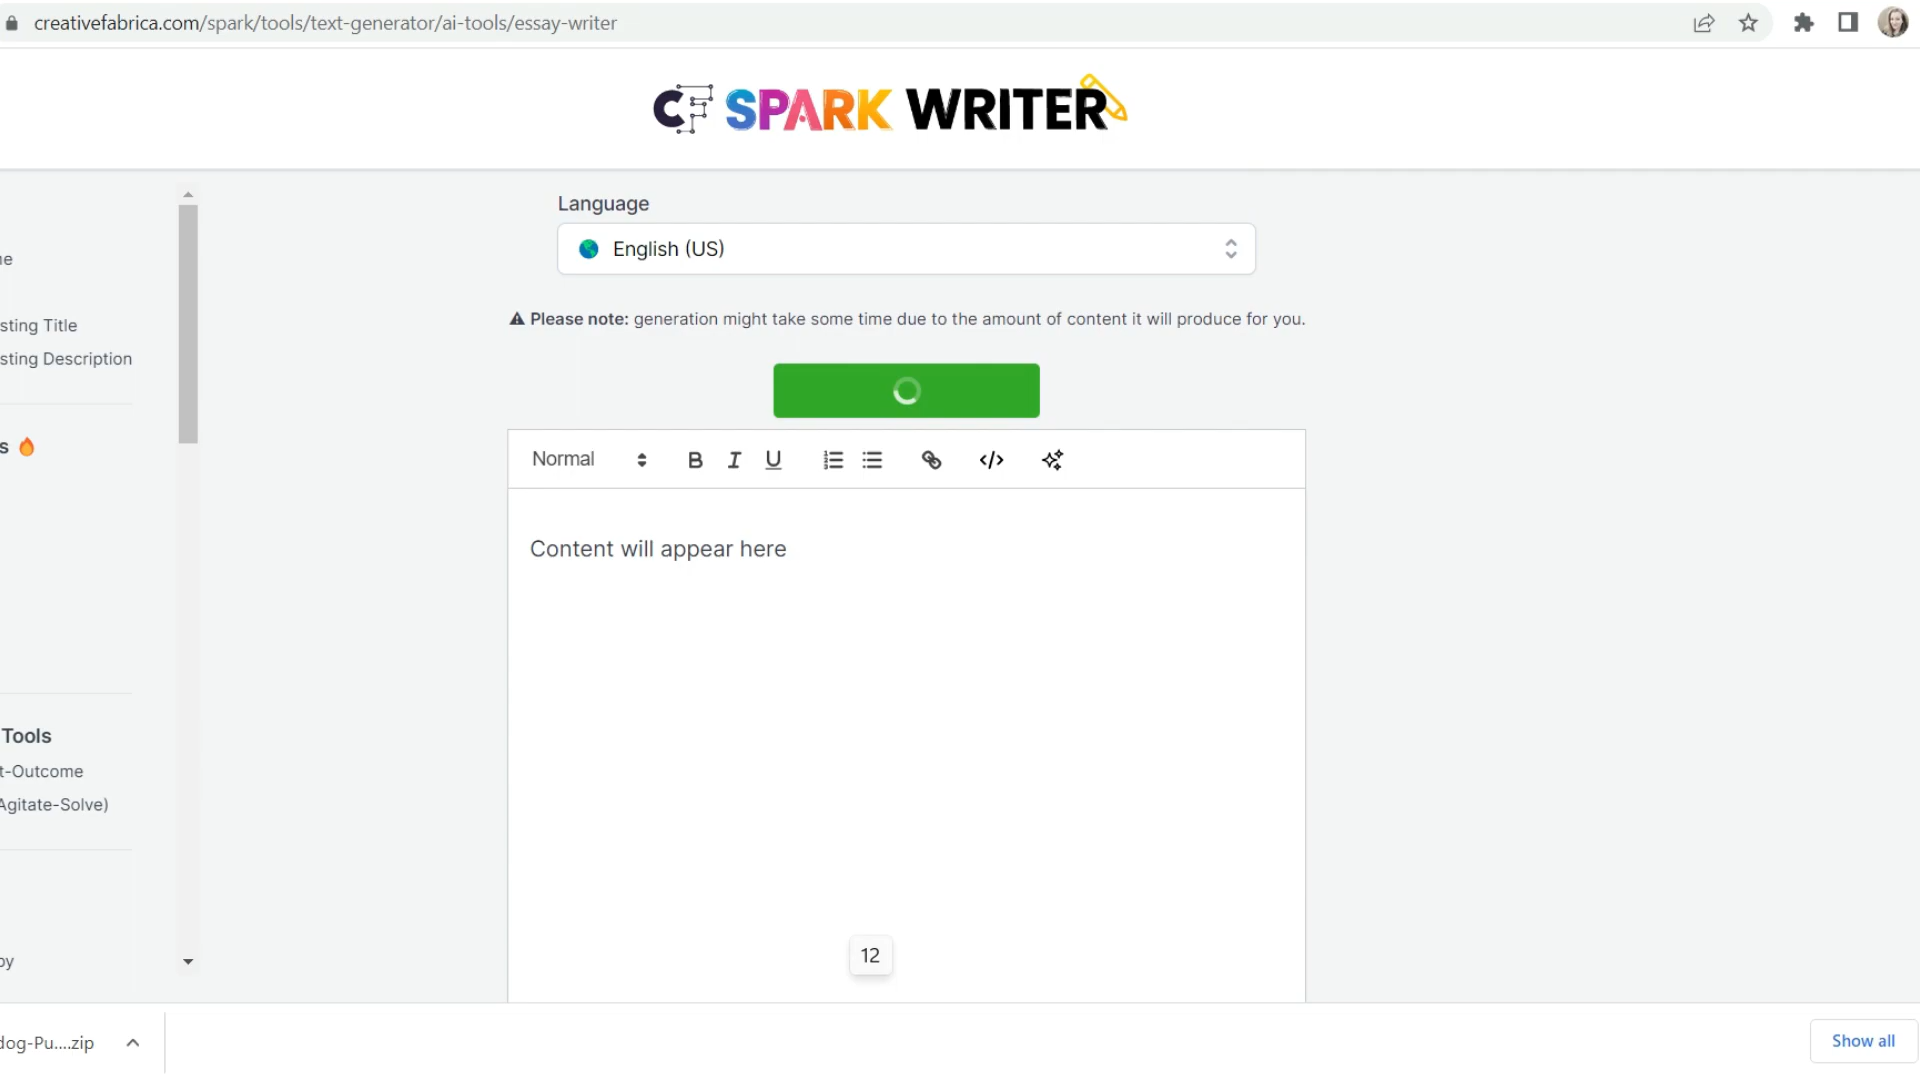 creativefabrica.com/spark/tools/text-generator/ai-tools/essay-writer
CF SPARK WRITER
Language
English (US)
Please note: generation might take some time due to the amount of content it will produce for you.
Normal
B I U
Content will appear here
sting Title
sting Description
s
Tools
t-Outcome
Agitate-Solve)
12
dog-Pu....zip
Show all